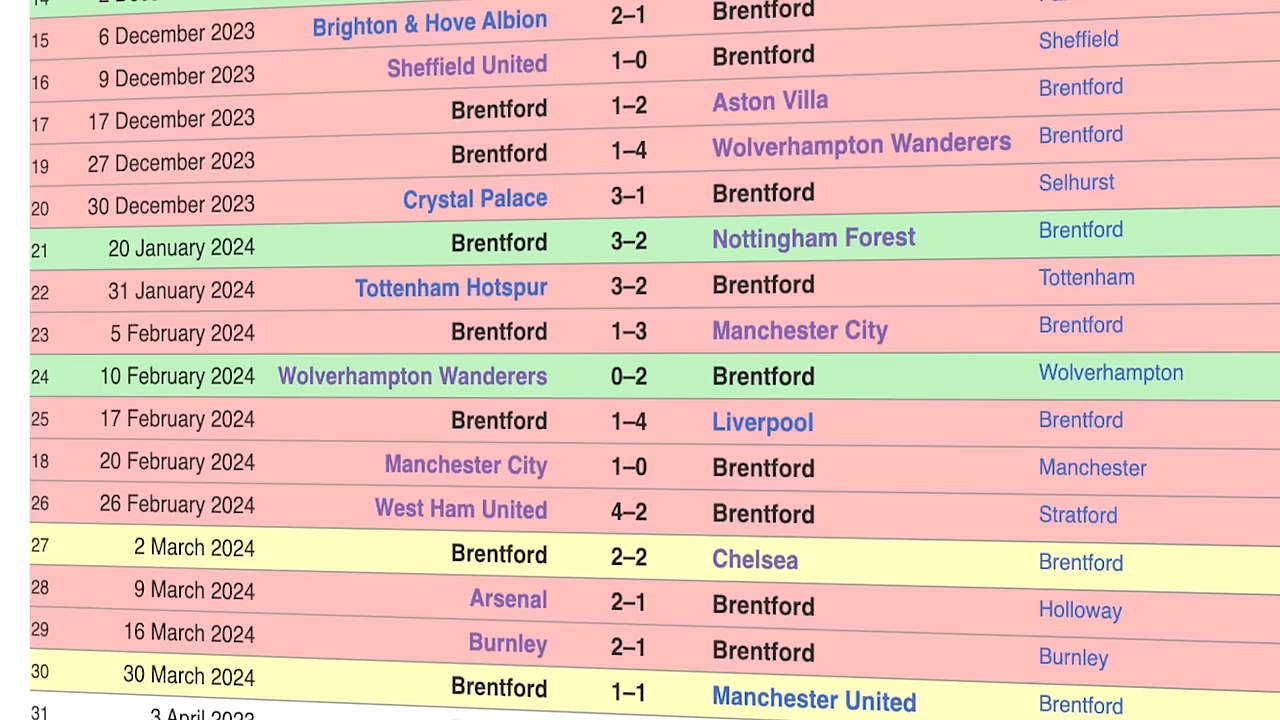 14
15 6 December 2023 Brighton & Hove Albion 2–1 Brentford
16 9 December 2023 Sheffield United 1–0 Brentford Sheffield
17 17 December 2023 Brentford 1–2 Aston Villa Brentford
19 27 December 2023 Brentford 1–4 Wolverhampton Wanderers Brentford
20 30 December 2023 Crystal Palace 3–1 Brentford Selhurst
21 20 January 2024 Brentford 3–2 Nottingham Forest Brentford
22 31 January 2024 Tottenham Hotspur 3–2 Brentford Tottenham
23 5 February 2024 Brentford 1–3 Manchester City Brentford
24 10 February 2024 Wolverhampton Wanderers 0–2 Brentford Wolverhampton
25 17 February 2024 Brentford 1–4 Liverpool Brentford
18 20 February 2024 Manchester City 1–0 Brentford Manchester
26 26 February 2024 West Ham United 4–2 Brentford Stratford
27 2 March 2024 Brentford 2–2 Chelsea Brentford
28 9 March 2024 Arsenal 2–1 Brentford Holloway
29 16 March 2024 Burnley 2–1 Brentford Burnley
30 30 March 2024 Brentford 1–1 Manchester United Brentford
31 3 April